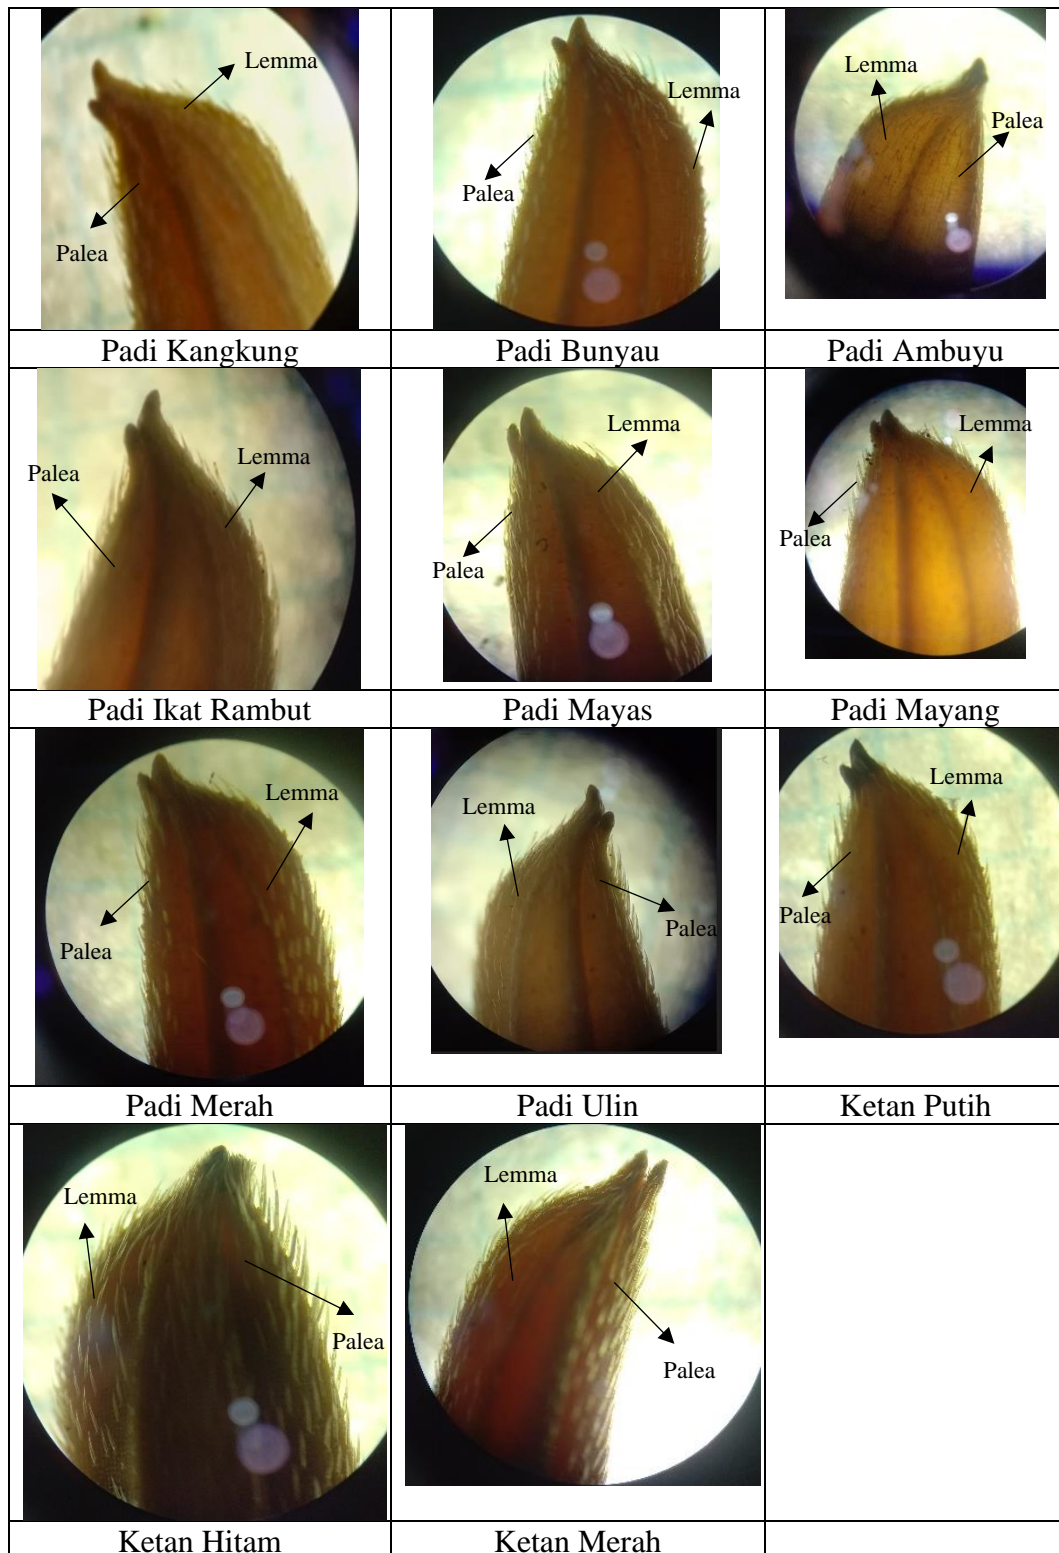 Lemma
Palea
Padi Kangkung
Lemma
Palea
Padi Bunyau
Lemma
Palea
Padi Ambuyu
Palea
Lemma
Padi Ikat Rambut
Lemma
Palea
Padi Mayas
Lemma
Palea
Padi Mayang
Lemma
Palea
Padi Merah
Lemma
Palea
Padi Ulin
Lemma
Palea
Ketan Putih
Lemma
Palea
Ketan Hitam
Lemma
Palea
Ketan Merah